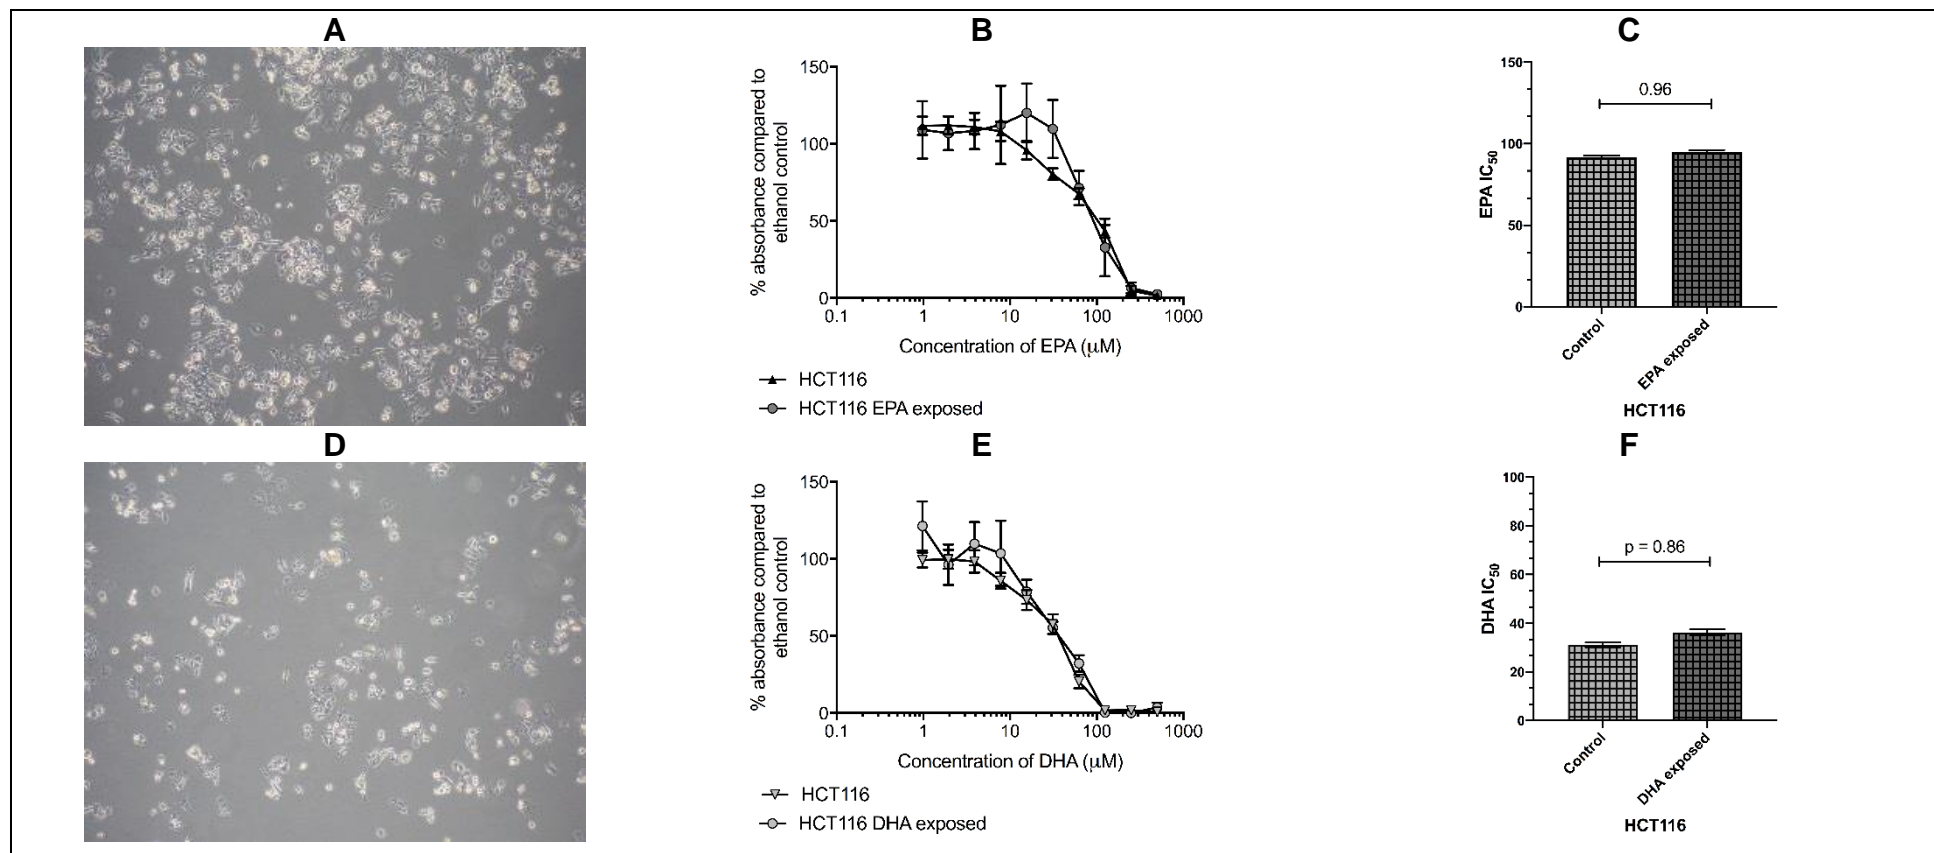 A
B
C
150
100
50
0
% absorbance compared to
ethanol control
0.1 1 10 100 1000
Concentration of EPA (μM)
HCT116
HCT116 EPA exposed
150
100
50
0
EPA IC50
0.96
Control
EPA exposed
HCT116
D
E
F
150
100
50
0
% absorbance compared to
ethanol control
0.1 1 10 100 1000
Concentration of DHA (μM)
HCT116
HCT116 DHA exposed
100
80
60
40
20
0
DHA IC50
p = 0.86
Control
DHA exposed
HCT116